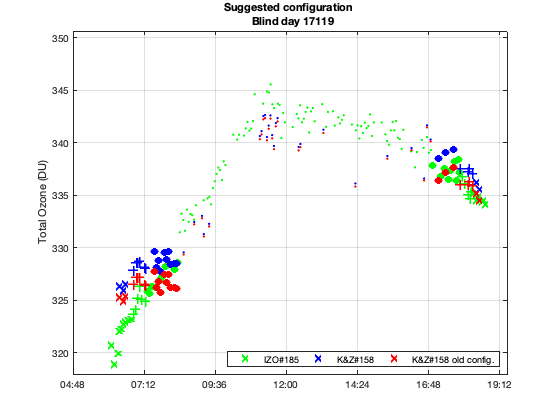 Suggested configuration
Blind day 17119
Total Ozone (DU)
350
345
340
335
330
325
320
04:48 07:12 09:36 12:00 14:24 16:48 19:12
IZO#185 K&Z#158 K&Z#158 old config.